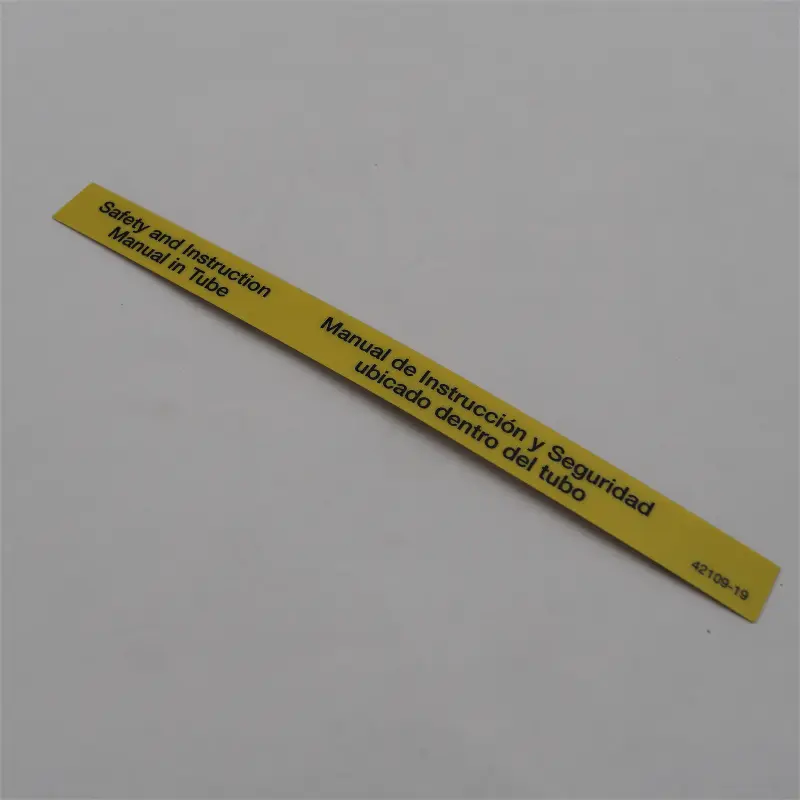 Safety and Instruction
Manual in Tube
Manual de Instrucción y Seguridad
ubicado dentro del tubo
42109-19